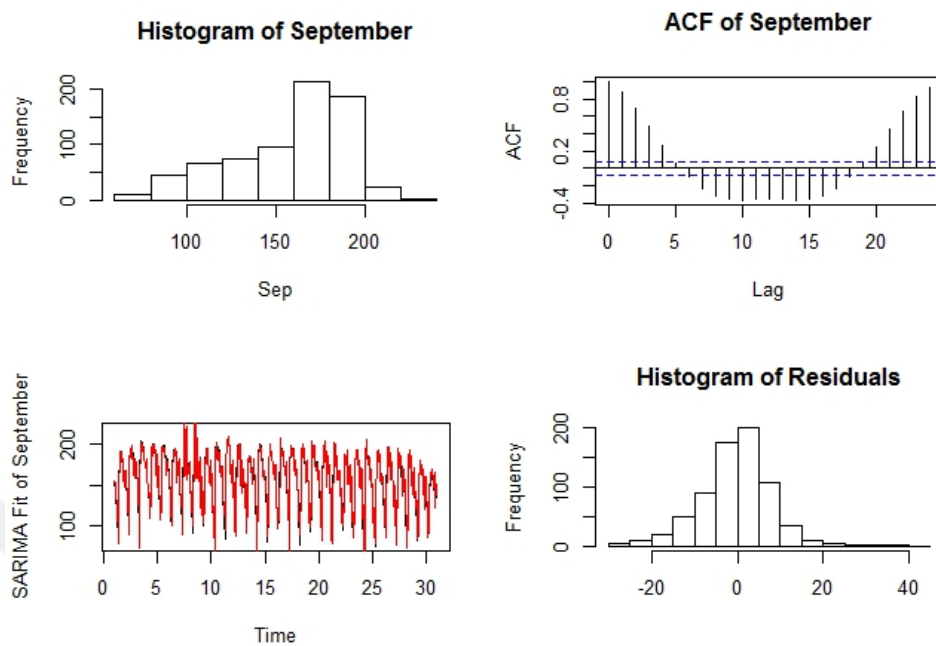 Histogram of September
Frequency
0 100 200
100 150 200
Sep
ACF of September
ACF
-0.4 0.2 0.8
0 5 10 15 20
Lag
SARIMA Fit of September
100 200
0 5 10 15 20 25 30
Time
Histogram of Residuals
Frequency
0 100 200
-20 0 20 40